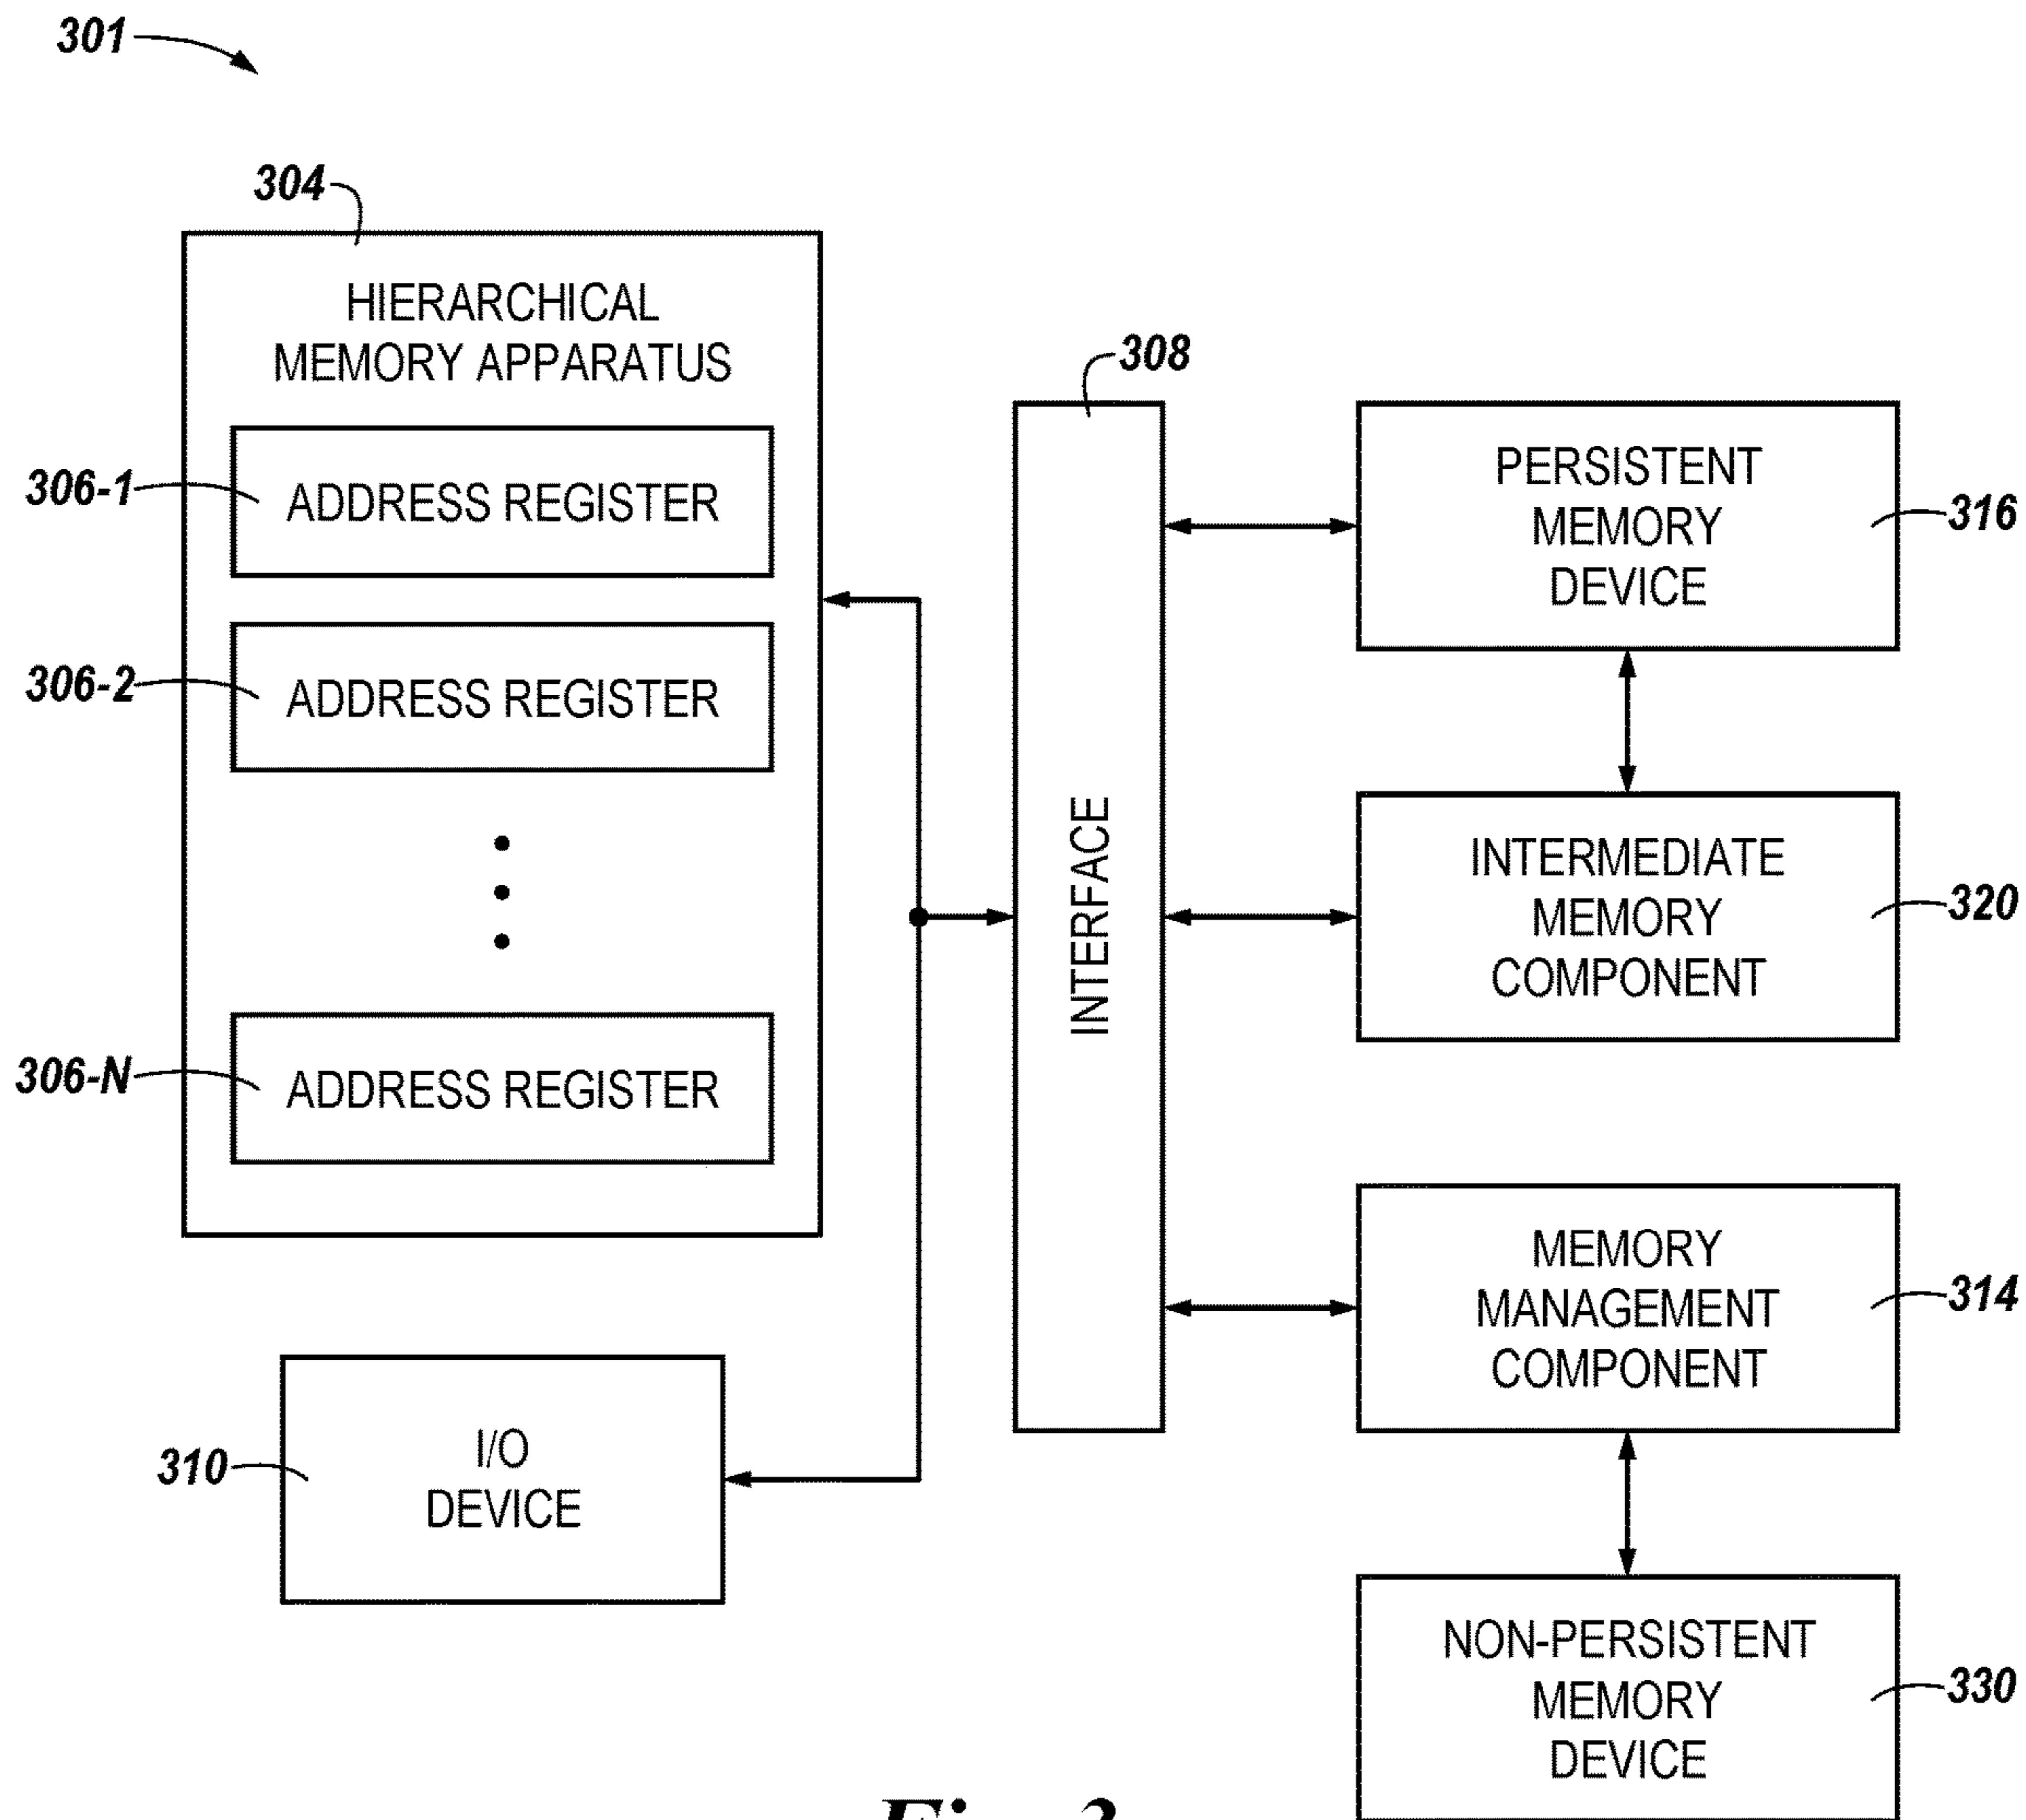 301
304
HIERARCHICAL
MEMORY APPARATUS
306-1
ADDRESS REGISTER
306-2
ADDRESS REGISTER
306-N
ADDRESS REGISTER
310
I/O
DEVICE
308
INTERFACE
PERSISTENT
MEMORY
DEVICE
316
INTERMEDIATE
MEMORY
COMPONENT
320
MEMORY
MANAGEMENT
COMPONENT
314
NON-PERSISTENT
MEMORY
DEVICE
330